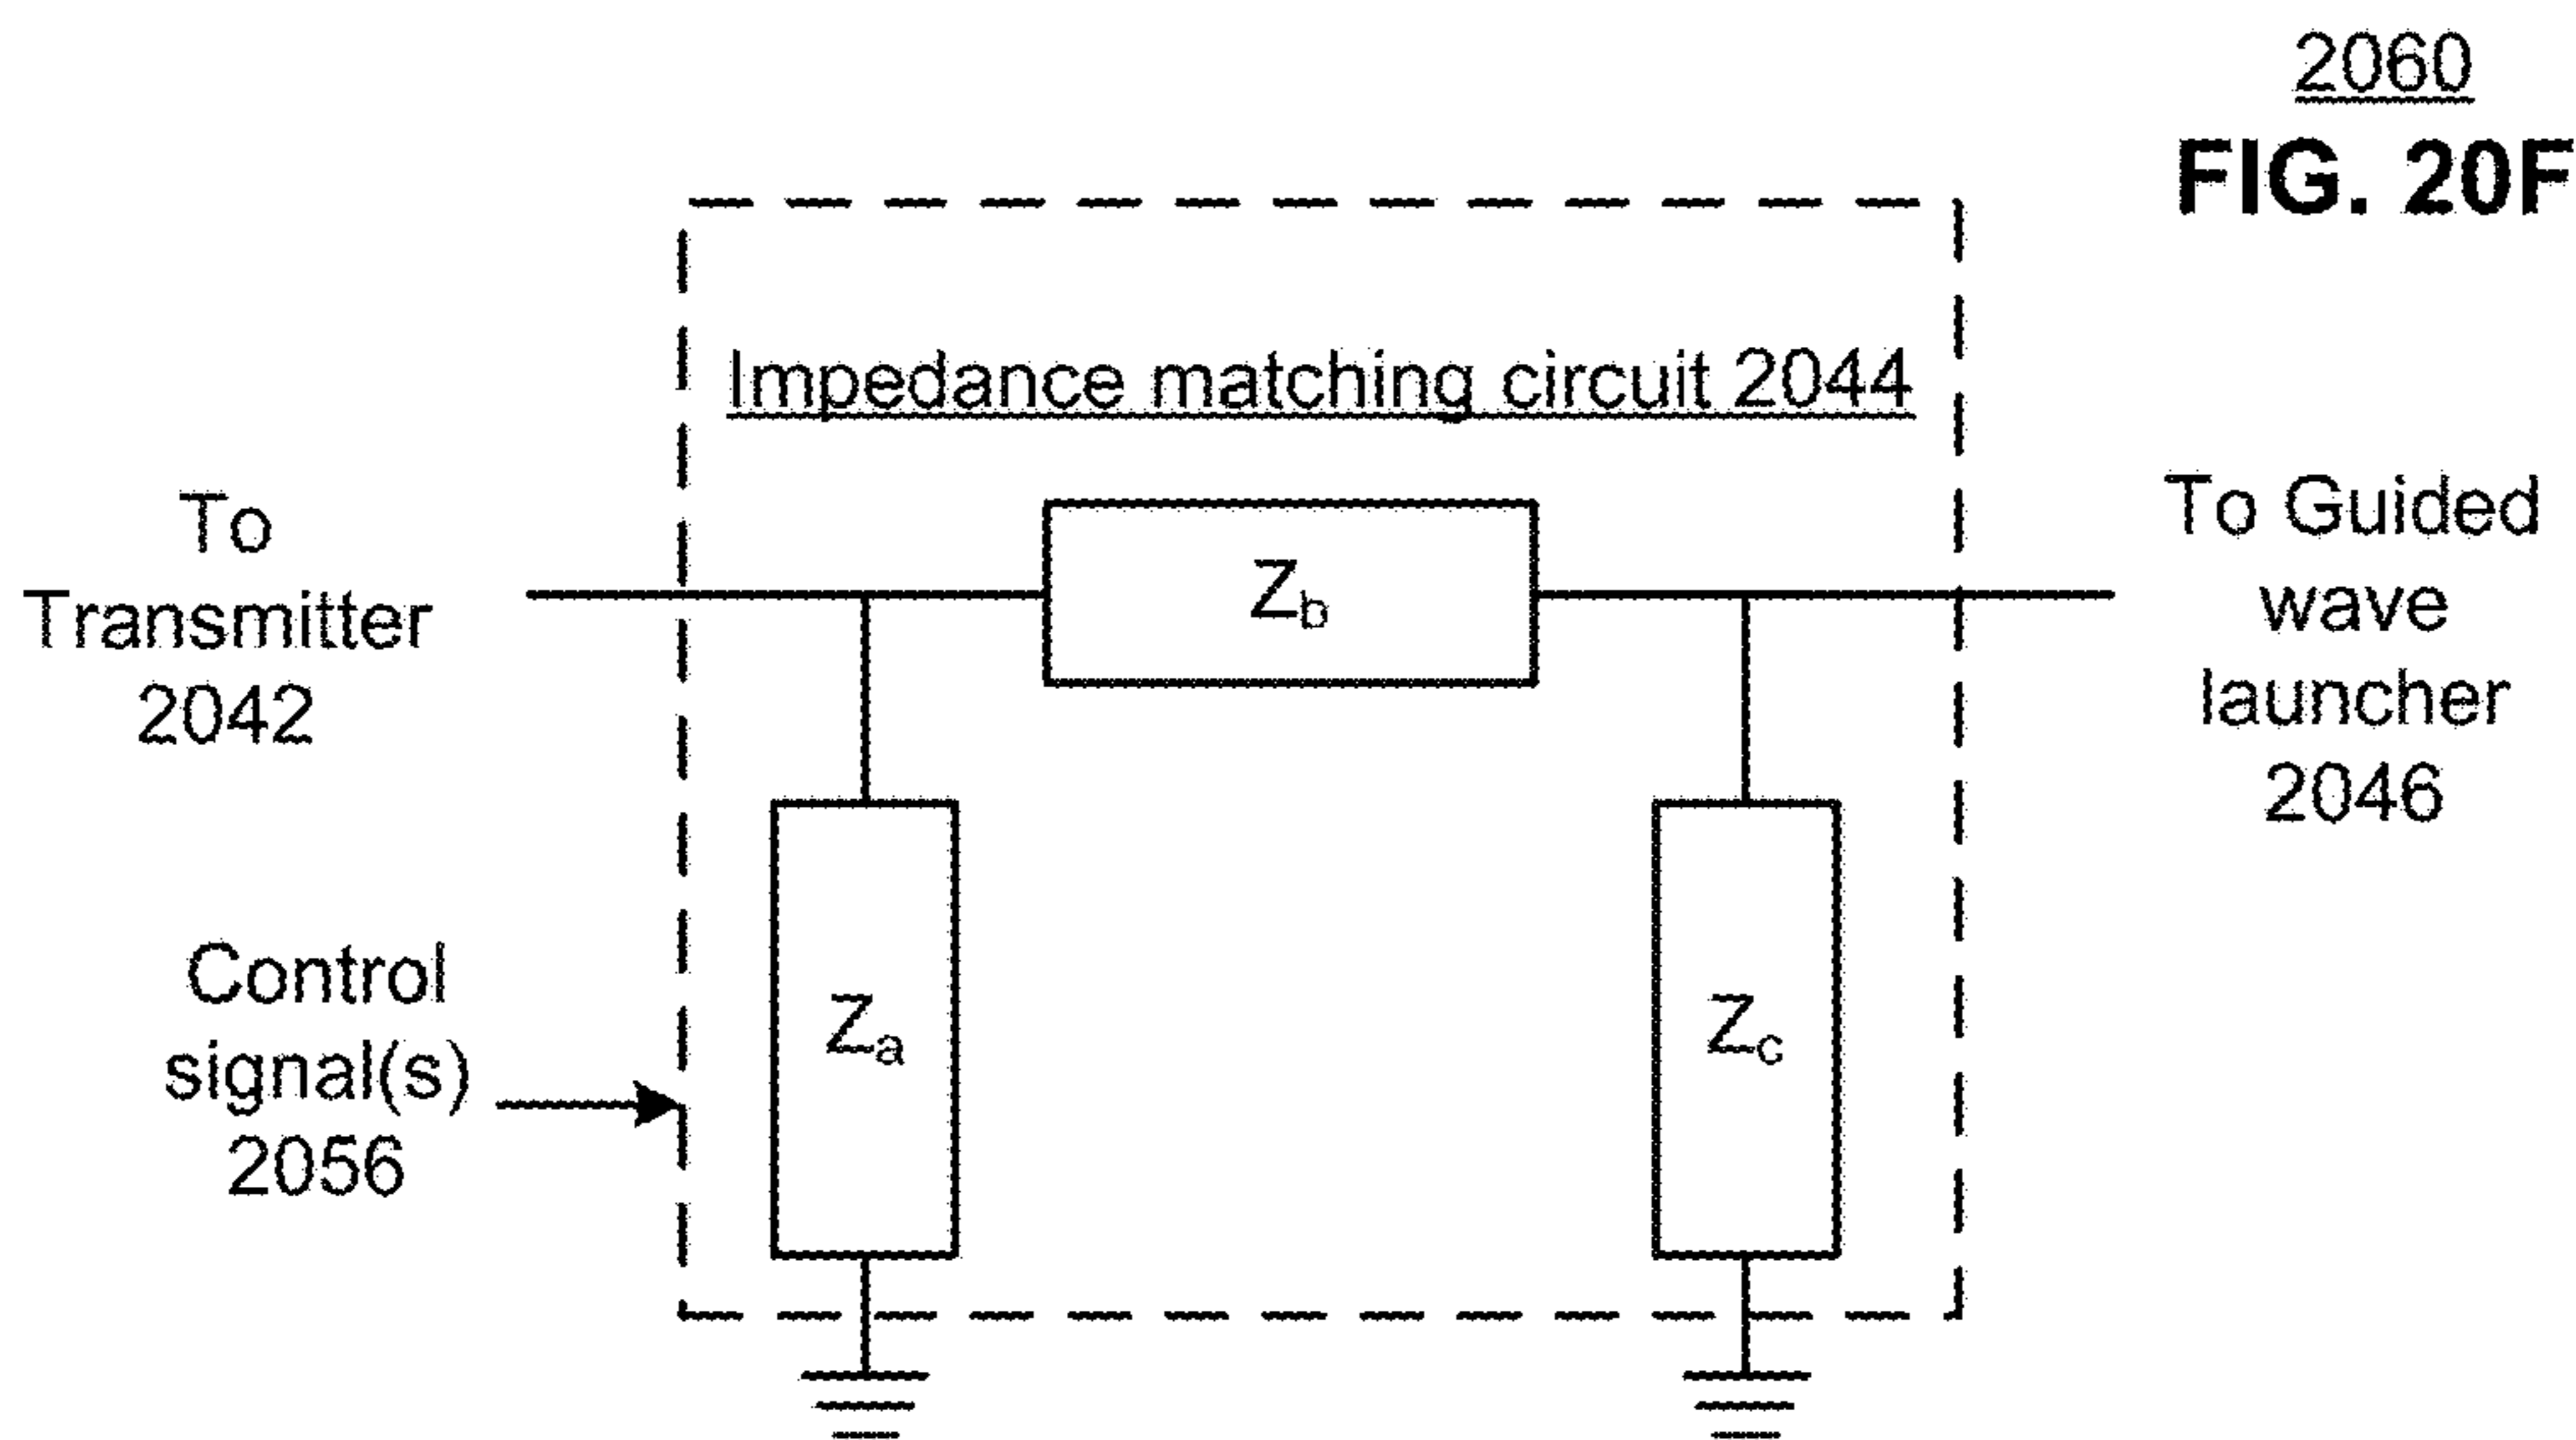 2060
FIG. 20F
Impedance matching circuit 2044
To
Transmitter
2042
Z_b
To Guided
wave
launcher
2046
Control
signal(s)
2056
Z_a
Z_c